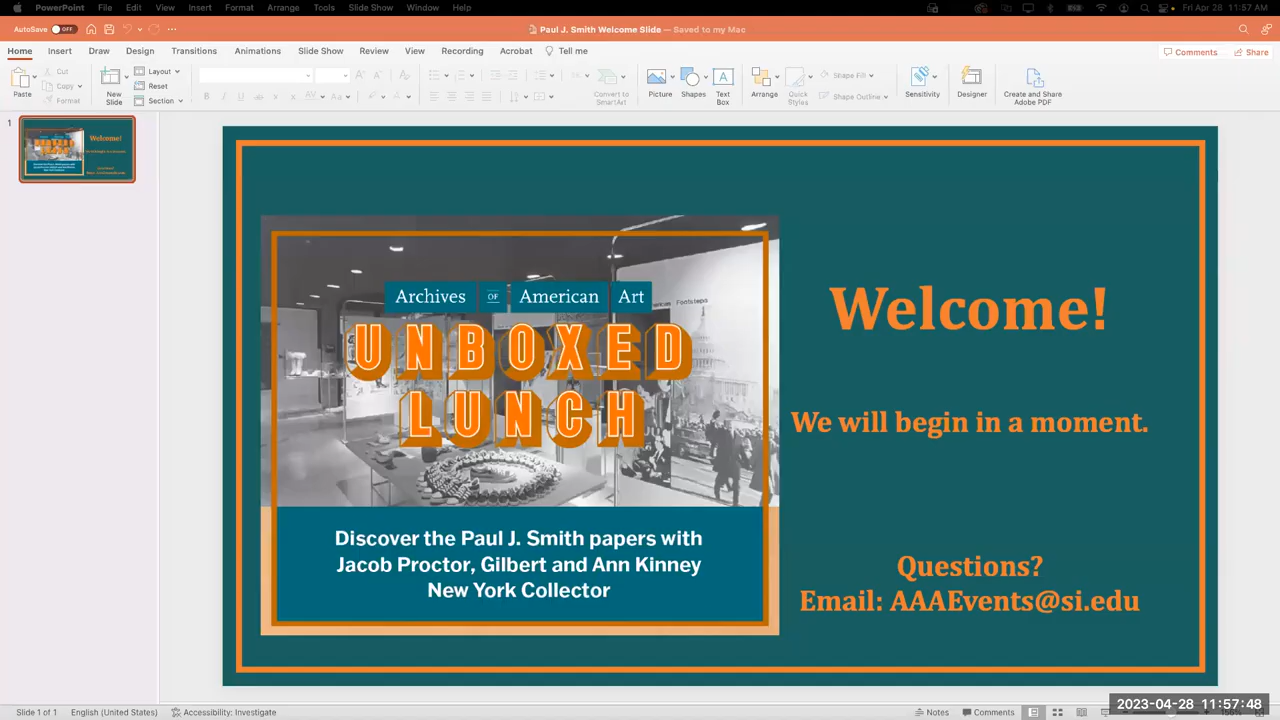 PowerPoint File Edit View Insert Format Arrange Tools Slide Show Window Help Fri Apr 28 11:57 AM
AutoSave OFF Paul J. Smith Welcome Slide — Saved to my Mac
Home Insert Draw Design Transitions Animations Slide Show Review View Recording Acrobat Tell me Comments Share
Paste Cut Copy Format
New Slide Layout Reset Section
Convert to SmartArt
Picture Shapes Text Box
Arrange Quick Styles Shape Fill Shape Outline
Sensitivity Designer Create and Share Adobe PDF
1
Archives OF American Art
UNBOXED
LUNCH
Discover the Paul J. Smith papers with
Jacob Proctor, Gilbert and Ann Kinney
New York Collector
Welcome!
We will begin in a moment.
Questions?
Email: AAAEvents@si.edu
Slide 1 of 1 English (United States) Accessibility: Investigate Notes Comments
2023-04-28 11:57:48